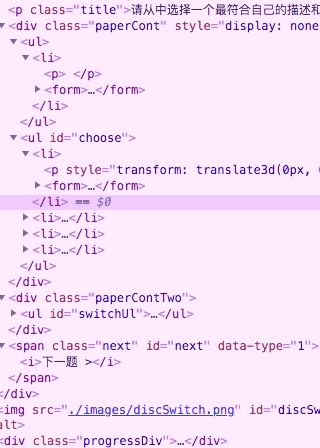 <p class="title">请从中选择一个最符合自己的描述和
<div class="paperCont" style="display: none
<ul>
<li>
<p> </p>
<form>…</form>
</li>
</ul>
<ul id="choose">
<li>
<p style="transform: translate3d(0px,
<form>…</form>
</li> == $0
<li>…</li>
<li>…</li>
<li>…</li>
</ul>
</div>
<div class="paperContTwo">
<ul id="switchUl">…</ul>
</div>
<span class="next" id="next" data-type="1">
<i>下一题 ></i>
</span>
</div>
<img src="./images/discSwitch.png" id="discSw
alt>
<div class="progressDiv">…</div>